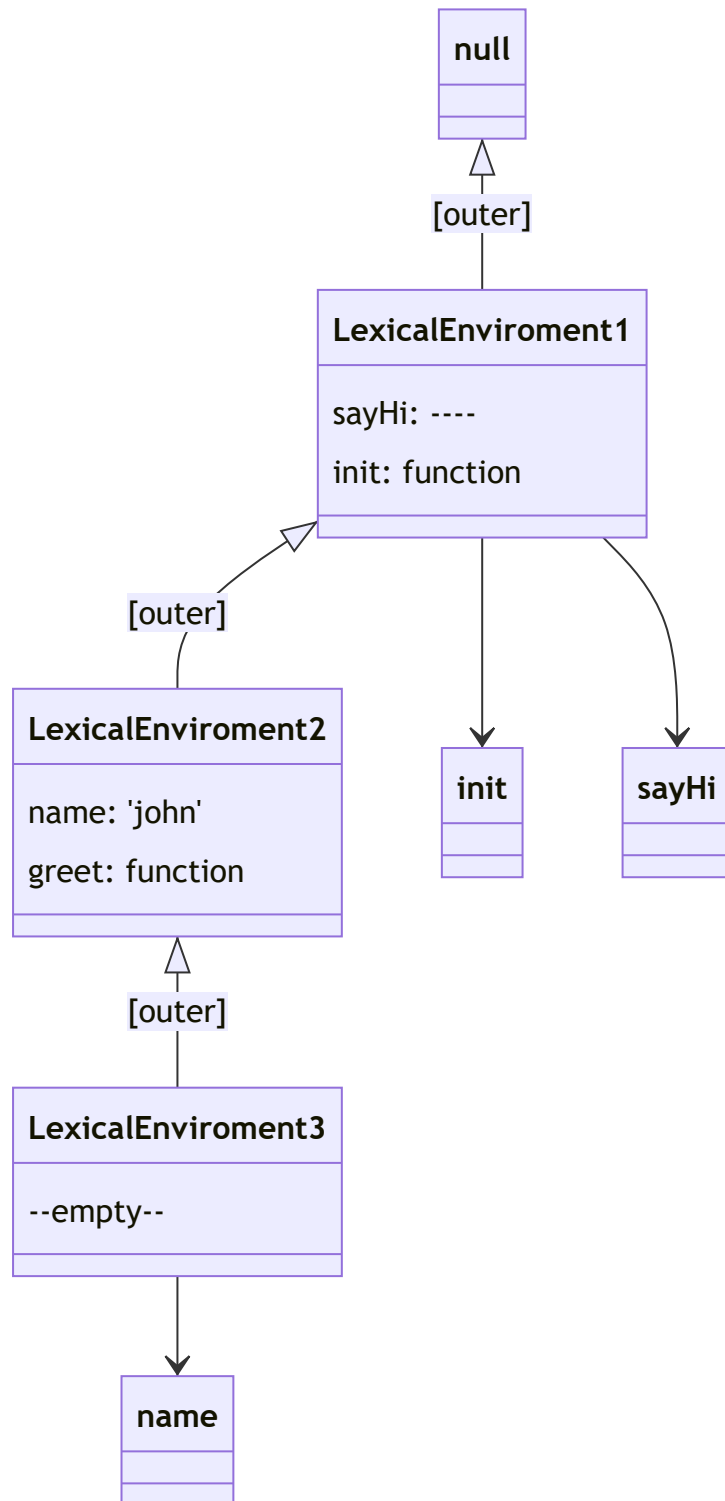 null
[outer]
LexicalEnviroment1
sayHi: ----
init: function
[outer]
LexicalEnviroment2
name: 'john'
greet: function
init
sayHi
[outer]
LexicalEnviroment3
--empty--
name